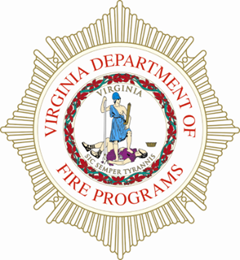 VIRGINIA DEPARTMENT OF
VIRGINIA
SIC SEMPER TYRANNIS
FIRE PROGRAMS